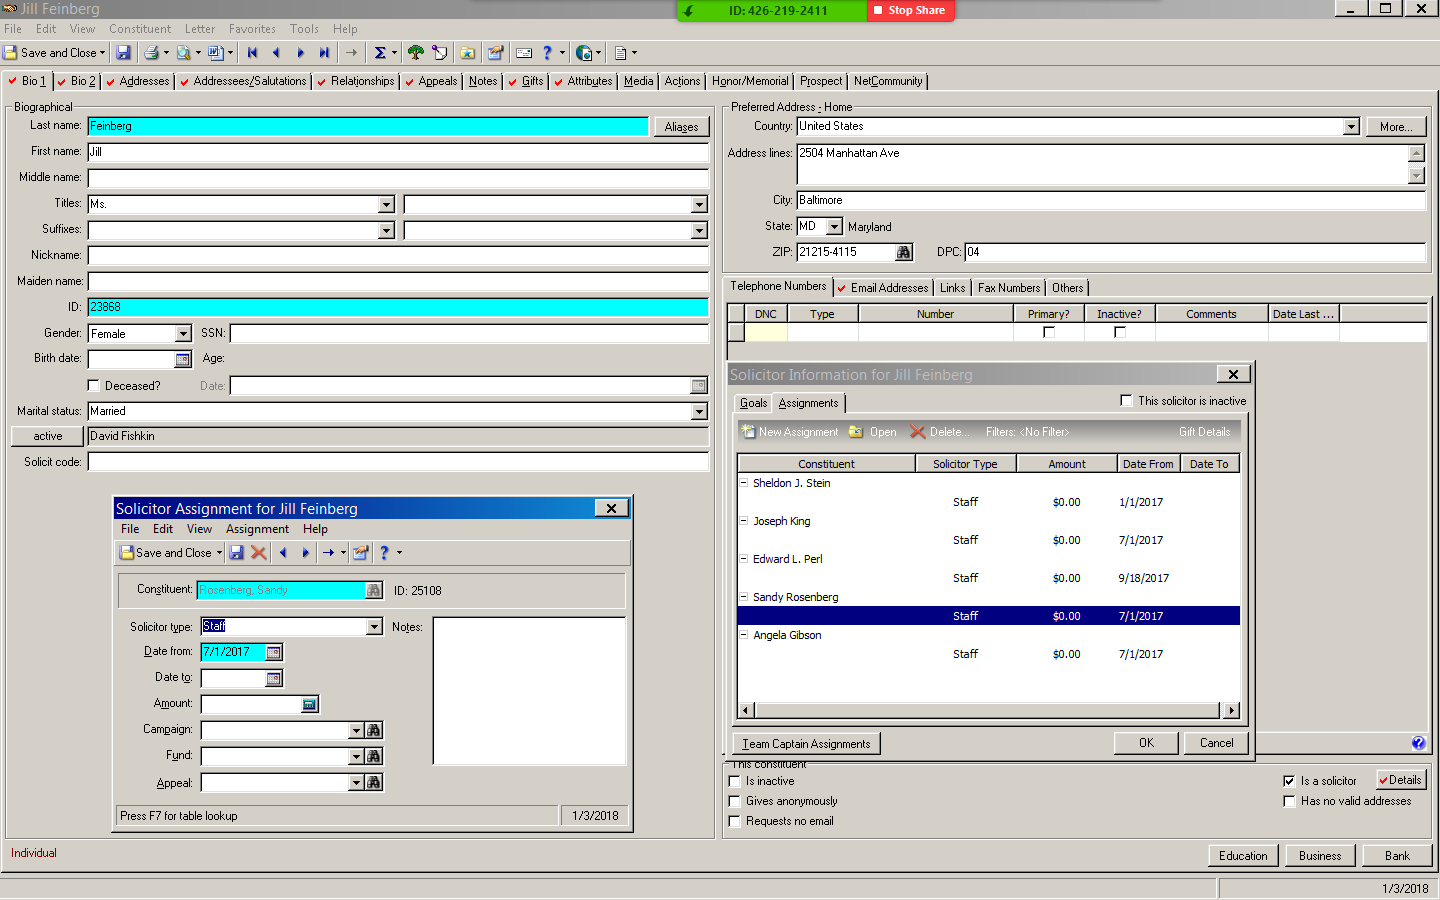 Jill Feinberg
ID: 426-219-2411
Stop Share
File Edit View Constituent Letter Favorites Tools Help
Save and Close
Bio 1 Bio 2 Addresses Addressees/Salutations Relationships Appeals Notes Gifts Attributes Media Actions Honor/Memorial Prospect NetCommunity
Biographical
Last name: Feinberg Aliases
First name: Jill
Middle name:
Titles: Ms.
Suffixes:
Nickname:
Maiden name:
ID: 23868
Gender: Female SSN:
Birth date: Age:
Deceased? Date:
Marital status: Married
active David Fishkin
Solicit code:
Preferred Address - Home
Country: United States More...
Address lines: 2504 Manhattan Ave
City: Baltimore
State: MD Maryland
ZIP: 21215-4115 DPC: 04
Telephone Numbers Email Addresses Links Fax Numbers Others
DNC Type Number Primary? Inactive? Comments Date Last ...
Solicitor Information for Jill Feinberg
Goals Assignments This solicitor is inactive
New Assignment Open Delete... Filters: <No Filter> Gift Details
Constituent Solicitor Type Amount Date From Date To
Sheldon J. Stein
Staff $0.00 1/1/2017
Joseph King
Staff $0.00 7/1/2017
Edward L. Perl
Staff $0.00 9/18/2017
Sandy Rosenberg
Staff $0.00 7/1/2017
Angela Gibson
Staff $0.00 7/1/2017
Team Captain Assignments OK Cancel
Solicitor Assignment for Jill Feinberg
File Edit View Assignment Help
Save and Close
Constituent: Rosenberg, Sandy ID: 25108
Solicitor type: Staff Notes:
Date from: 7/1/2017
Date to:
Amount:
Campaign:
Fund:
Appeal:
Press F7 for table lookup 1/3/2018
This constituent
Is inactive Is a solicitor Details
Gives anonymously Has no valid addresses
Requests no email
Individual Education Business Bank
1/3/2018